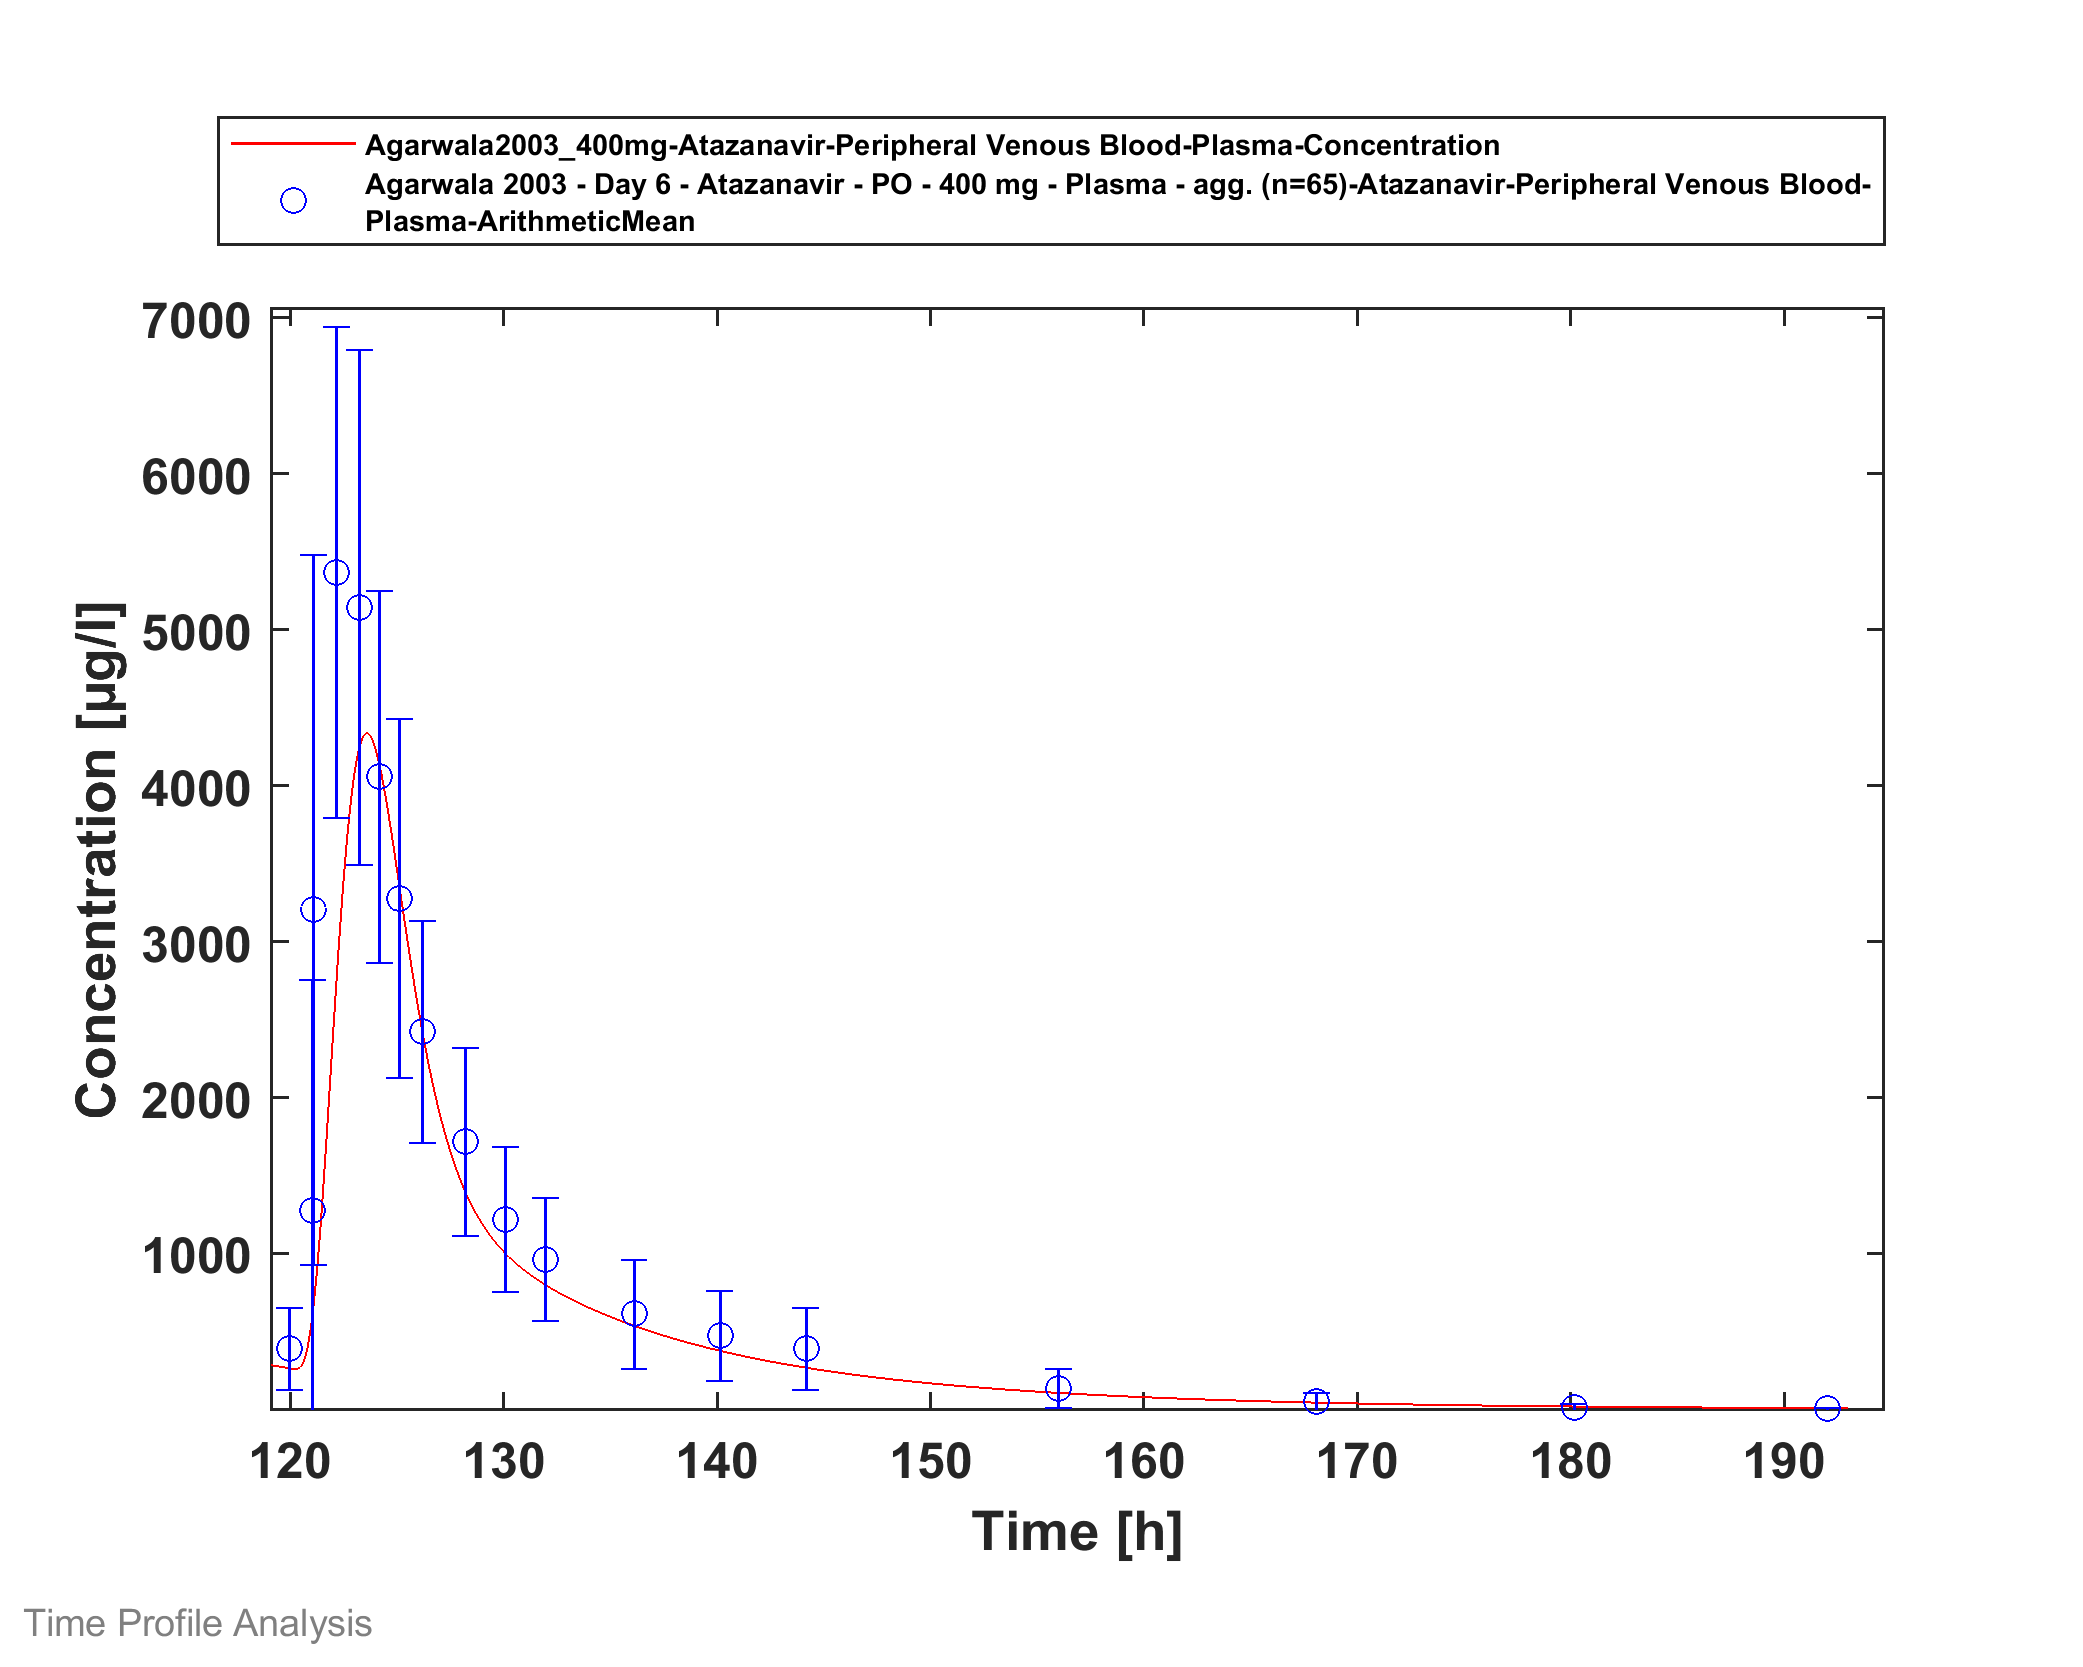 Agarwala2003_400mg-Atazanavir-Peripheral Venous Blood-Plasma-Concentration
Agarwala 2003 - Day 6 - Atazanavir - PO - 400 mg - Plasma - agg. (n=65)-Atazanavir-Peripheral Venous Blood-
Plasma-ArithmeticMean
7000
6000
5000
4000
3000
2000
1000
Concentration [µg/l]
120 130 140 150 160 170 180 190
Time [h]
Time Profile Analysis